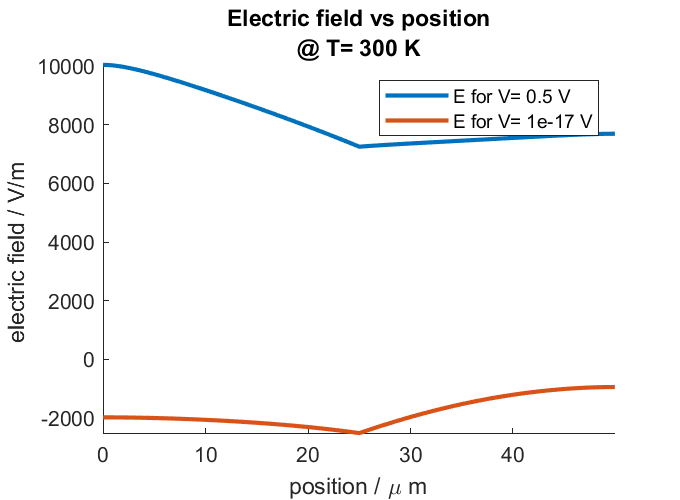 Electric field vs position
@ T= 300 K
E for V= 0.5 V
E for V= 1e-17 V
electric field / V/m
10000
8000
6000
4000
2000
0
-2000
0
10
20
30
40
position / μ m